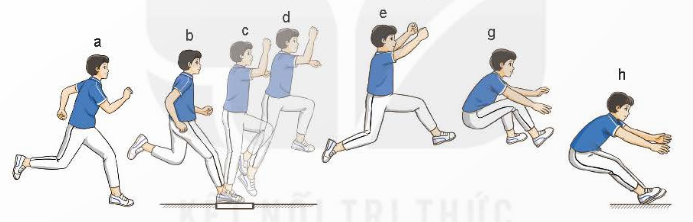 a b c d e g h
KẾT NỐI TRI THỨC